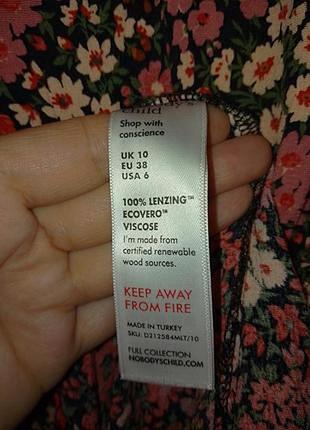 child
Shop with
conscience
UK 10
EU 38
USA 6
100% LENZING™
ECOVERO™
VISCOSE
I'm made from
certified renewable
wood sources.
KEEP AWAY
FROM FIRE
MADE IN TURKEY
SKU: D212584MLT/10
FULL COLLECTION
NOBODYSCHILD.COM